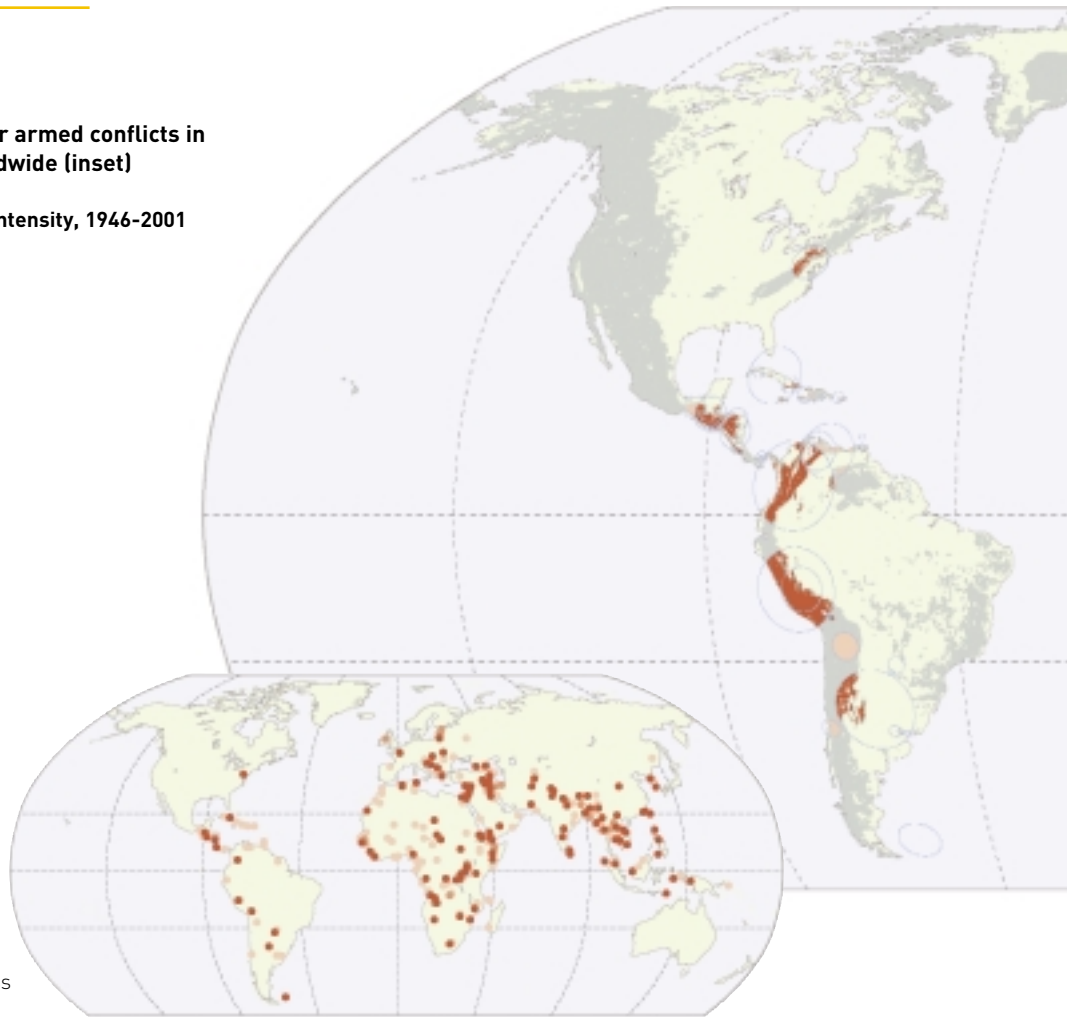 r armed conflicts in
dwide (inset)
ntensity, 1946-2001
s